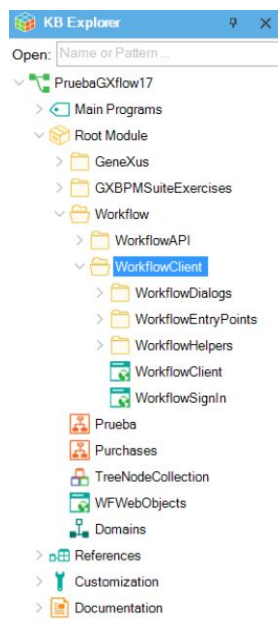 KB Explorer
Open: Name or Pattern ...
PruebaGXflow17
Main Programs
Root Module
GeneXus
GXBPMSuiteExercises
Workflow
WorkflowAPI
WorkflowClient
WorkflowDialogs
WorkflowEntryPoints
WorkflowHelpers
WorkflowClient
WorkflowSignIn
Prueba
Purchases
TreeNodeCollection
WFWebObjects
Domains
References
Customization
Documentation